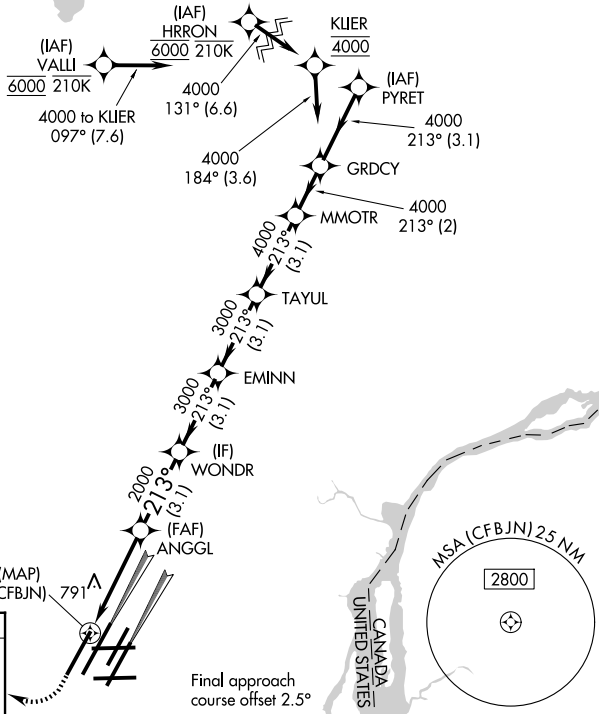 (IAF)
HRRON
6000 210K
(IAF)
VALLI
6000 210K
KLIER
4000
(IAF)
PYRET
4000
131° (6.6)
4000 to KLIER
097° (7.6)
4000
213° (3.1)
4000
184° (3.6)
GRDCY
4000
213° (2)
MMOTR
4000
213°
(3.1)
TAYUL
3000
213°
(3.1)
EMINN
3000
213°
(3.1)
(IF)
WONDR
2000
213°
(3.1)
(FAF)
ANGGL
(MAP)
CFBJN)
791
MSA (CFBJN) 25 NM
2800
CANADA
UNITED STATES
Final approach
course offset 2.5°